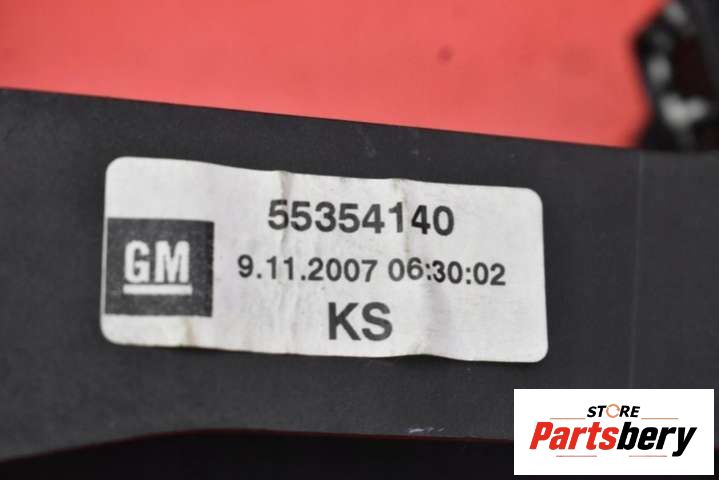 55354140
GM
9.11.2007 06:30:02
KS
STORE
Partsbery